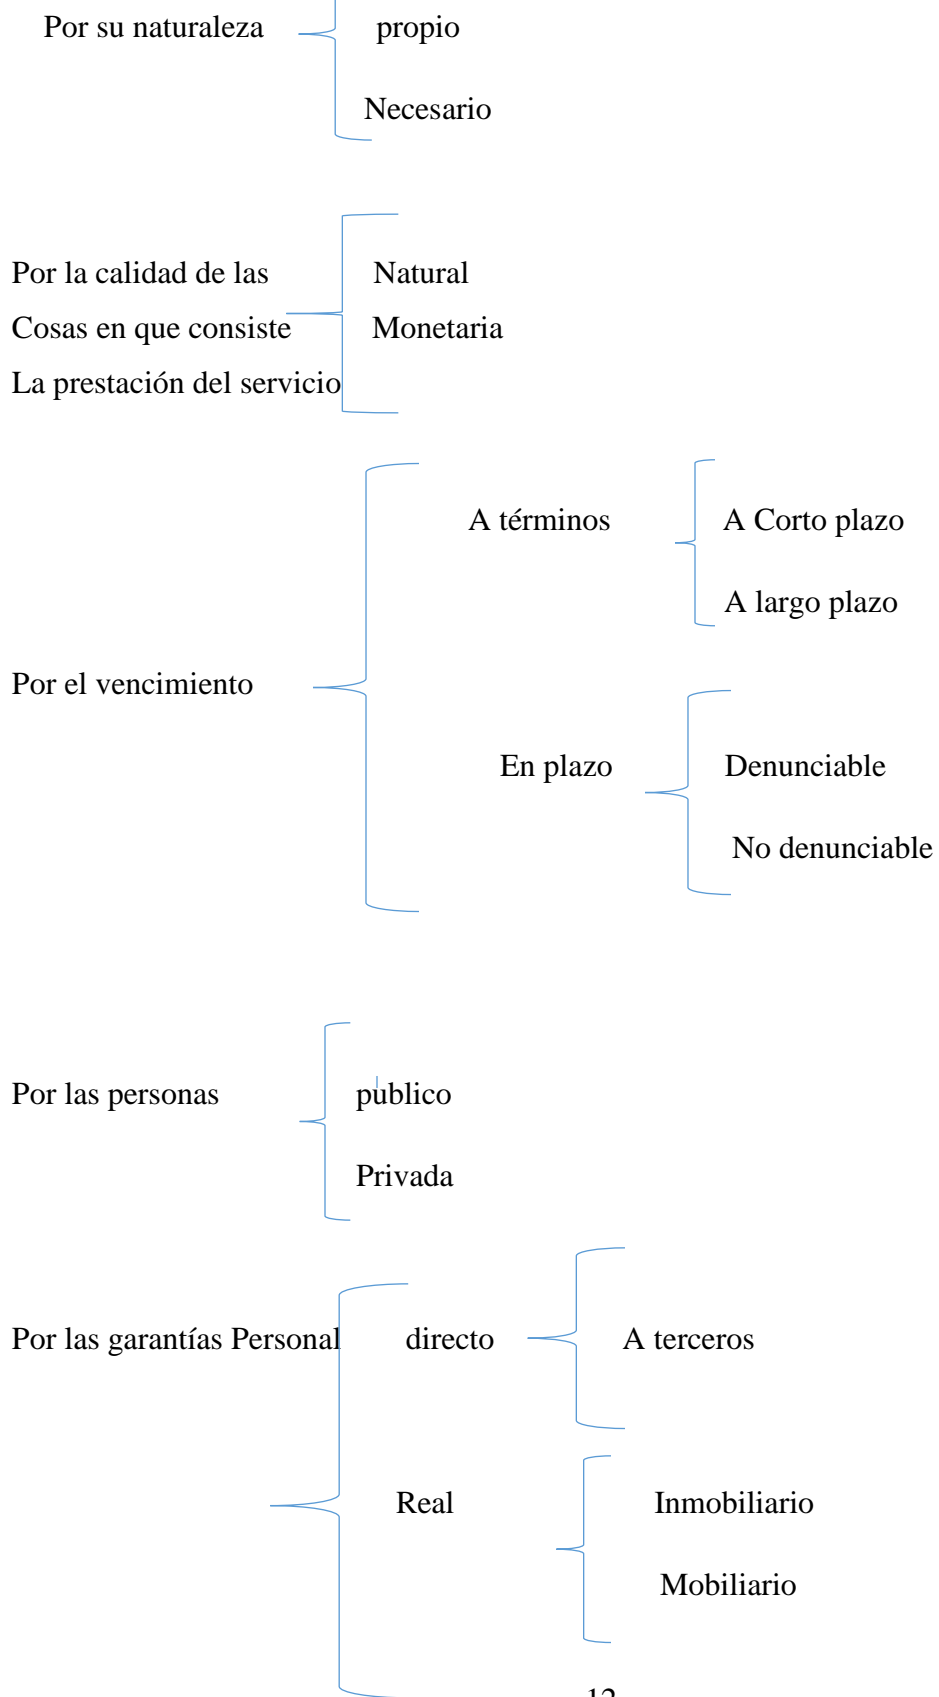 Por su naturaleza propio
Necesario
Por la calidad de las Natural
Cosas en que consiste Monetaria
La prestación del servicio
A términos A Corto plazo
A largo plazo
Por el vencimiento
En plazo Denunciable
No denunciable
Por las personas publico
Privada
Por las garantías Personal directo A terceros
Real Inmobiliario
Mobiliario
12